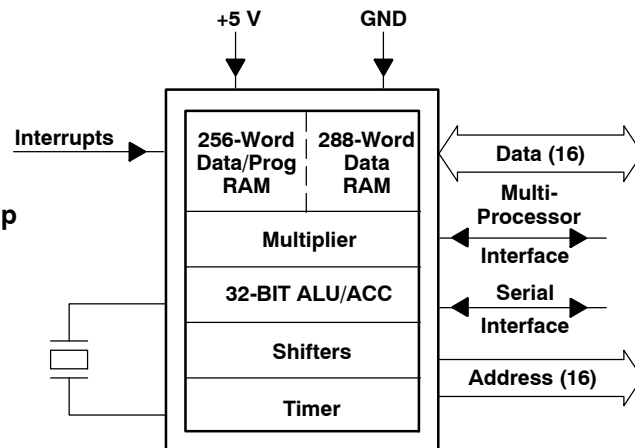 +5 V
GND
Interrupts
256-Word
Data/Prog
RAM
288-Word
Data
RAM
Data (16)
Multi-
Processor
Interface
p
Multiplier
32-BIT ALU/ACC
Serial
Interface
Shifters
Address (16)
Timer